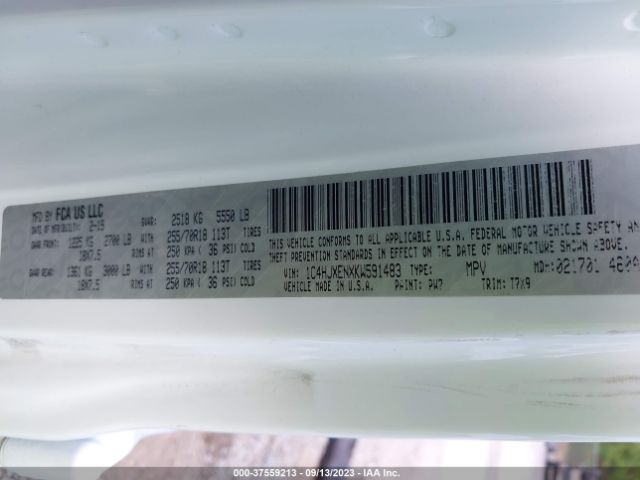 MFD BY FCA US LLC
DATE OF MFR/BUILT: 2-19 GVWR: 2518 KG 5550 LB
GAWR FRONT: 1225 KG 2700 LB WITH 255/70R18 113T TIRES
18X7.5 RIMS AT 250 KPA ( 36 PSI) COLD
GAWR REAR: 1361 KG 3000 LB WITH 255/70R18 113T TIRES
18X7.5 RIMS AT 250 KPA ( 36 PSI) COLD
THIS VEHICLE CONFORMS TO ALL APPLICABLE U.S.A. FEDERAL MOTOR VEHICLE SAFETY AN
THEFT PREVENTION STANDARDS IN EFFECT ON THE DATE OF MANUFACTURE SHOWN ABOVE.
VIN: 1C4HJXENXKW591483 TYPE: MPV MDH: 021701 4609
VEHICLE MADE IN U.S.A. PAINT: PW7 TRIM: T7X9
000-37559213 - 09/13/2023 - IAA Inc.